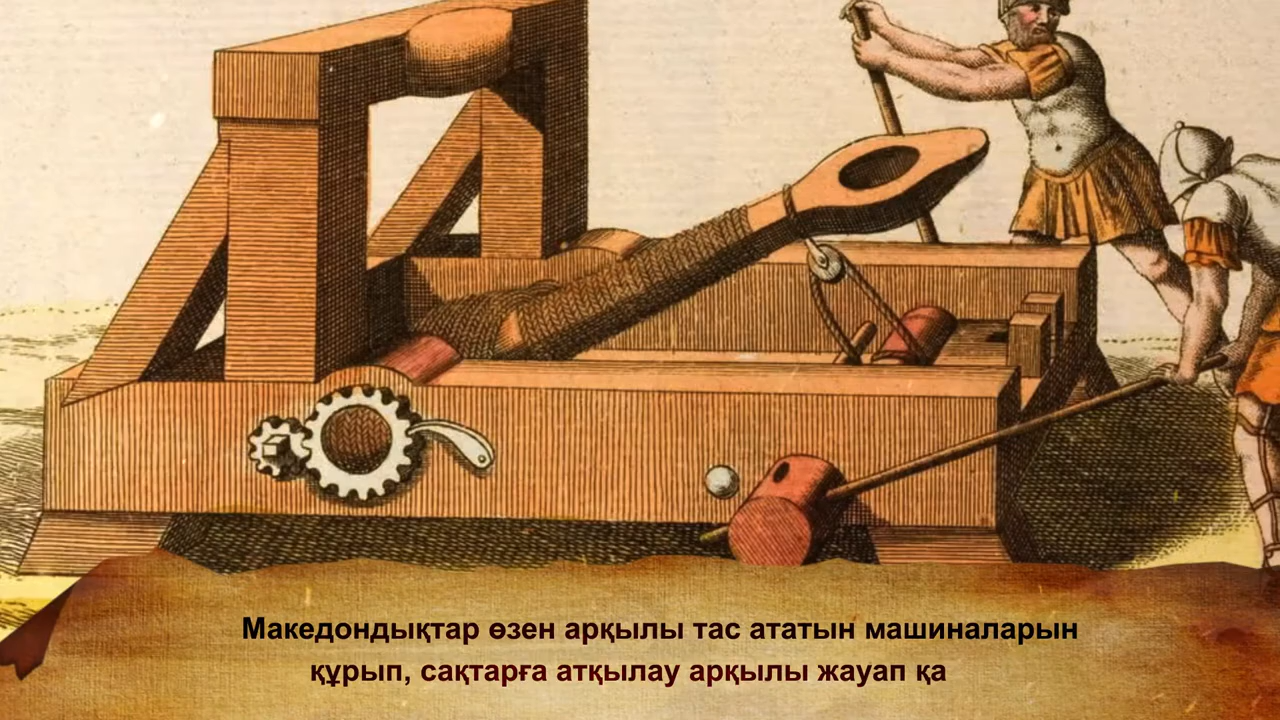 Македондықтар өзен арқылы тас ататын машиналарын
құрып, сақтарға атқылау арқылы жауап қа